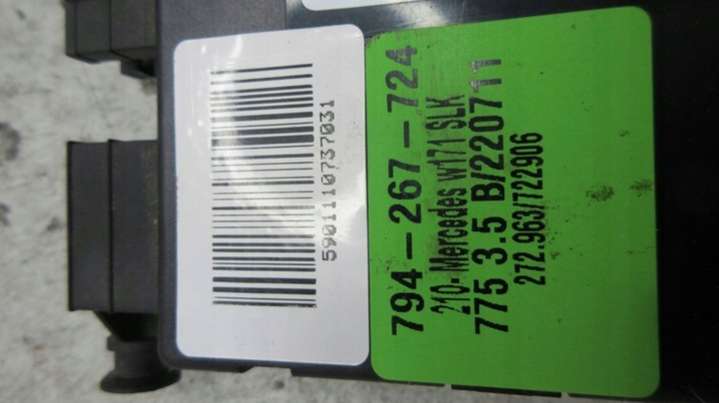 5901110737031
794-267-724
210- Mercedes w171 SLK
775 3.5 B/220711
272.963/722906